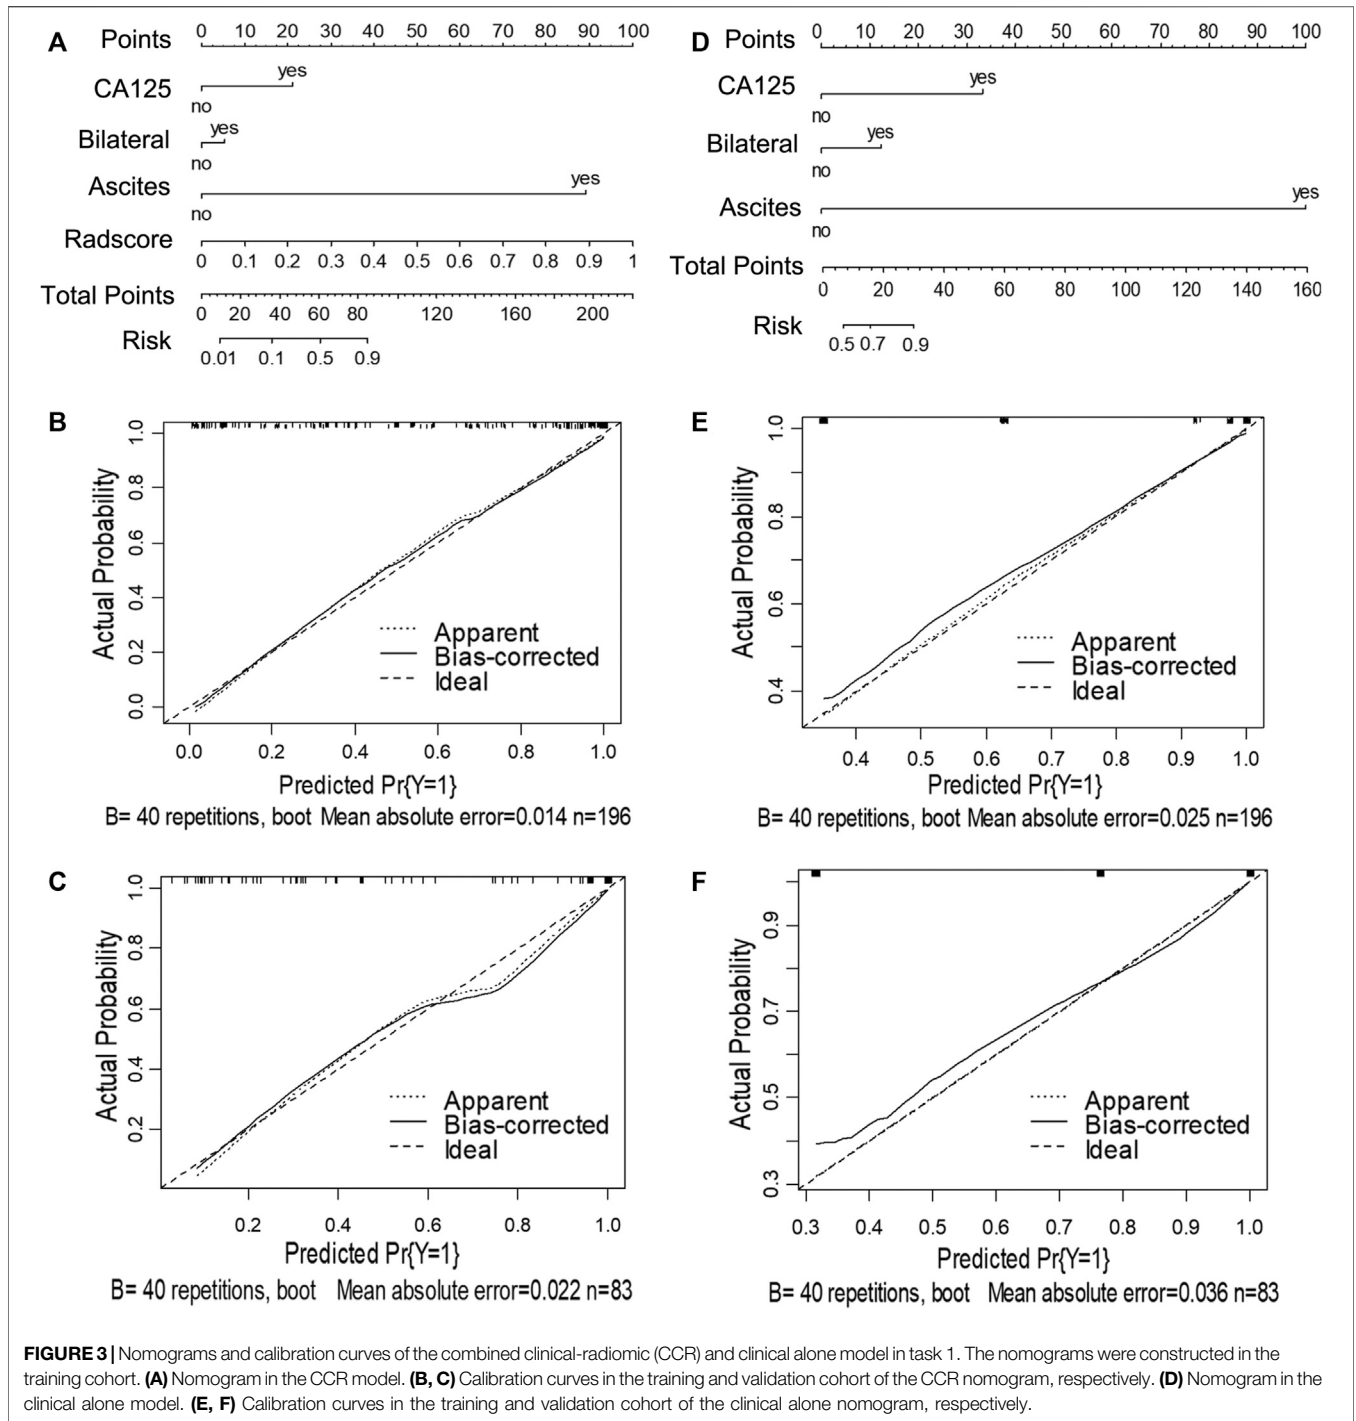 A
Points
0 10 20 30 40 50 60 70 80 90 100
CA125
yes
no
Bilateral
yes
no
Ascites
yes
no
Radscore
0 0.1 0.2 0.3 0.4 0.5 0.6 0.7 0.8 0.9 1
Total Points
0 20 40 60 80 120 160 200
Risk
0.01 0.1 0.5 0.9
D
Points
0 10 20 30 40 50 60 70 80 90 100
CA125
yes
no
Bilateral
yes
no
Ascites
yes
no
Total Points
0 20 40 60 80 100 120 140 160
Risk
0.5 0.7 0.9
B
Actual Probability
0.0 0.2 0.4 0.6 0.8 1.0
Apparent
Bias-corrected
Ideal
0.0 0.2 0.4 0.6 0.8 1.0
Predicted Pr{Y=1}
B= 40 repetitions, boot Mean absolute error=0.014 n=196
E
Actual Probability
0.4 0.6 0.8 1.0
Apparent
Bias-corrected
Ideal
0.4 0.5 0.6 0.7 0.8 0.9 1.0
Predicted Pr{Y=1}
B= 40 repetitions, boot Mean absolute error=0.025 n=196
C
Actual Probability
0.2 0.4 0.6 0.8 1.0
Apparent
Bias-corrected
Ideal
0.2 0.4 0.6 0.8 1.0
Predicted Pr{Y=1}
B= 40 repetitions, boot Mean absolute error=0.022 n=83
F
Actual Probability
0.3 0.5 0.7 0.9
Apparent
Bias-corrected
Ideal
0.3 0.4 0.5 0.6 0.7 0.8 0.9 1.0
Predicted Pr{Y=1}
B= 40 repetitions, boot Mean absolute error=0.036 n=83
FIGURE 3 | Nomograms and calibration curves of the combined clinical-radiomic (CCR) and clinical alone model in task 1. The nomograms were constructed in the
training cohort. (A) Nomogram in the CCR model. (B, C) Calibration curves in the training and validation cohort of the CCR nomogram, respectively. (D) Nomogram in the
clinical alone model. (E, F) Calibration curves in the training and validation cohort of the clinical alone nomogram, respectively.